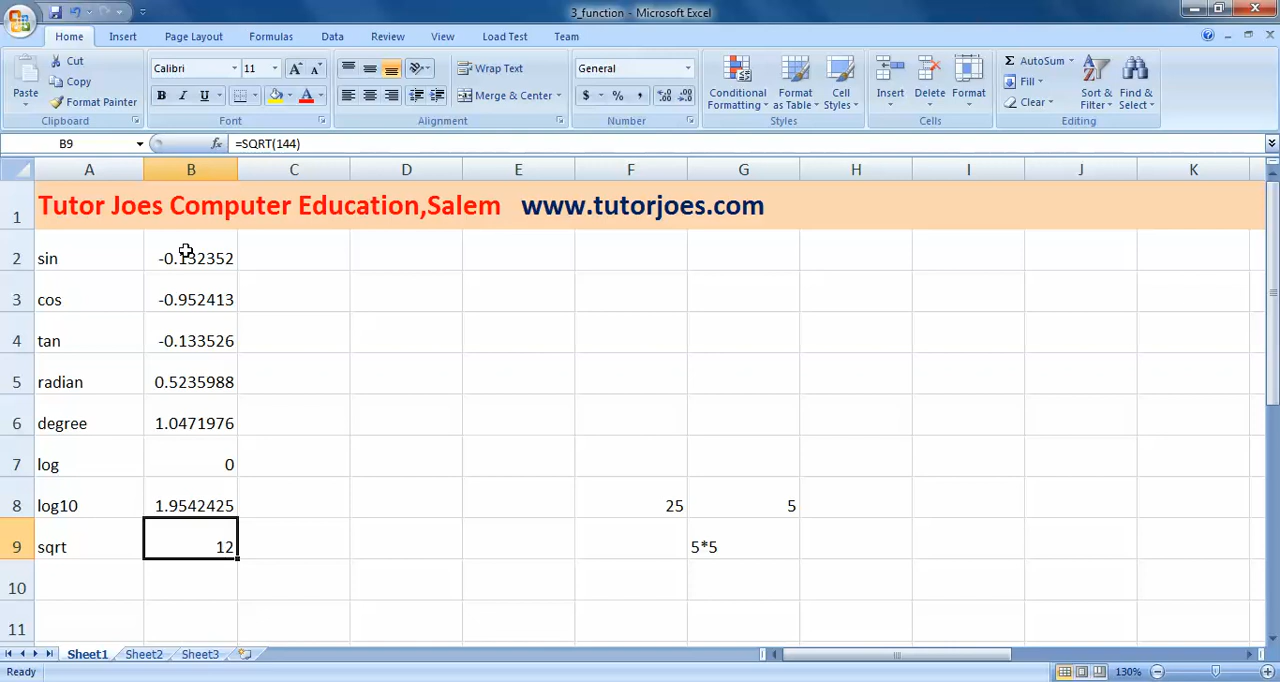 3_function - Microsoft Excel
Home Insert Page Layout Formulas Data Review View Load Test Team
Paste
Cut
Copy
Format Painter
Clipboard
Calibri 11 A A
B I U A
Font
Wrap Text
Merge & Center
Alignment
General
$ % ,
Number
Conditional Formatting
Format as Table
Cell Styles
Styles
Insert Delete Format
Cells
Σ AutoSum
Fill
Clear
Sort & Filter
Find & Select
Editing
B9 fx =SQRT(144)
A B C D E F G H I J K
1 Tutor Joes Computer Education,Salem www.tutorjoes.com
2 sin -0.132352
3 cos -0.952413
4 tan -0.133526
5 radian 0.5235988
6 degree 1.0471976
7 log 0
8 log10 1.9542425 25 5
9 sqrt 12 5*5
10
11
Sheet1 Sheet2 Sheet3
Ready 130%